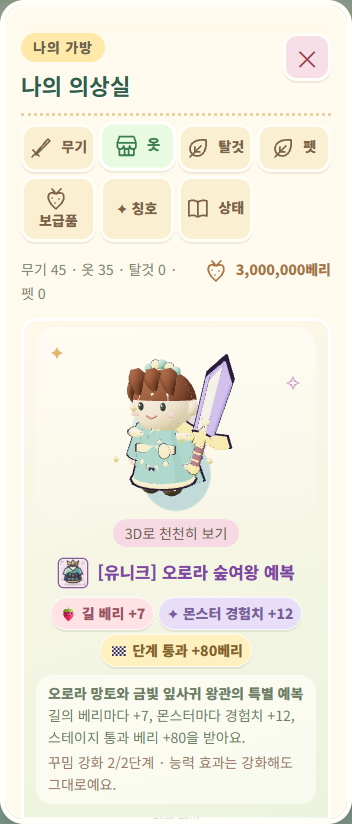 나의 가방
나의 의상실
무기
옷
탈것
펫
보급품
✦ 칭호
상태
무기 45 · 옷 35 · 탈것 0 ·
펫 0
3,000,000베리
3D로 천천히 보기
[유니크] 오로라 숲여왕 예복
길 베리 +7
✦ 몬스터 경험치 +12
단계 통과 +80베리
오로라 망토와 금빛 잎사귀 왕관의 특별 예복
길의 베리마다 +7, 몬스터마다 경험치 +12,
스테이지 통과 베리 +80을 받아요.
꾸밈 강화 2/2단계 · 능력 효과는 강화해도
그대로예요.